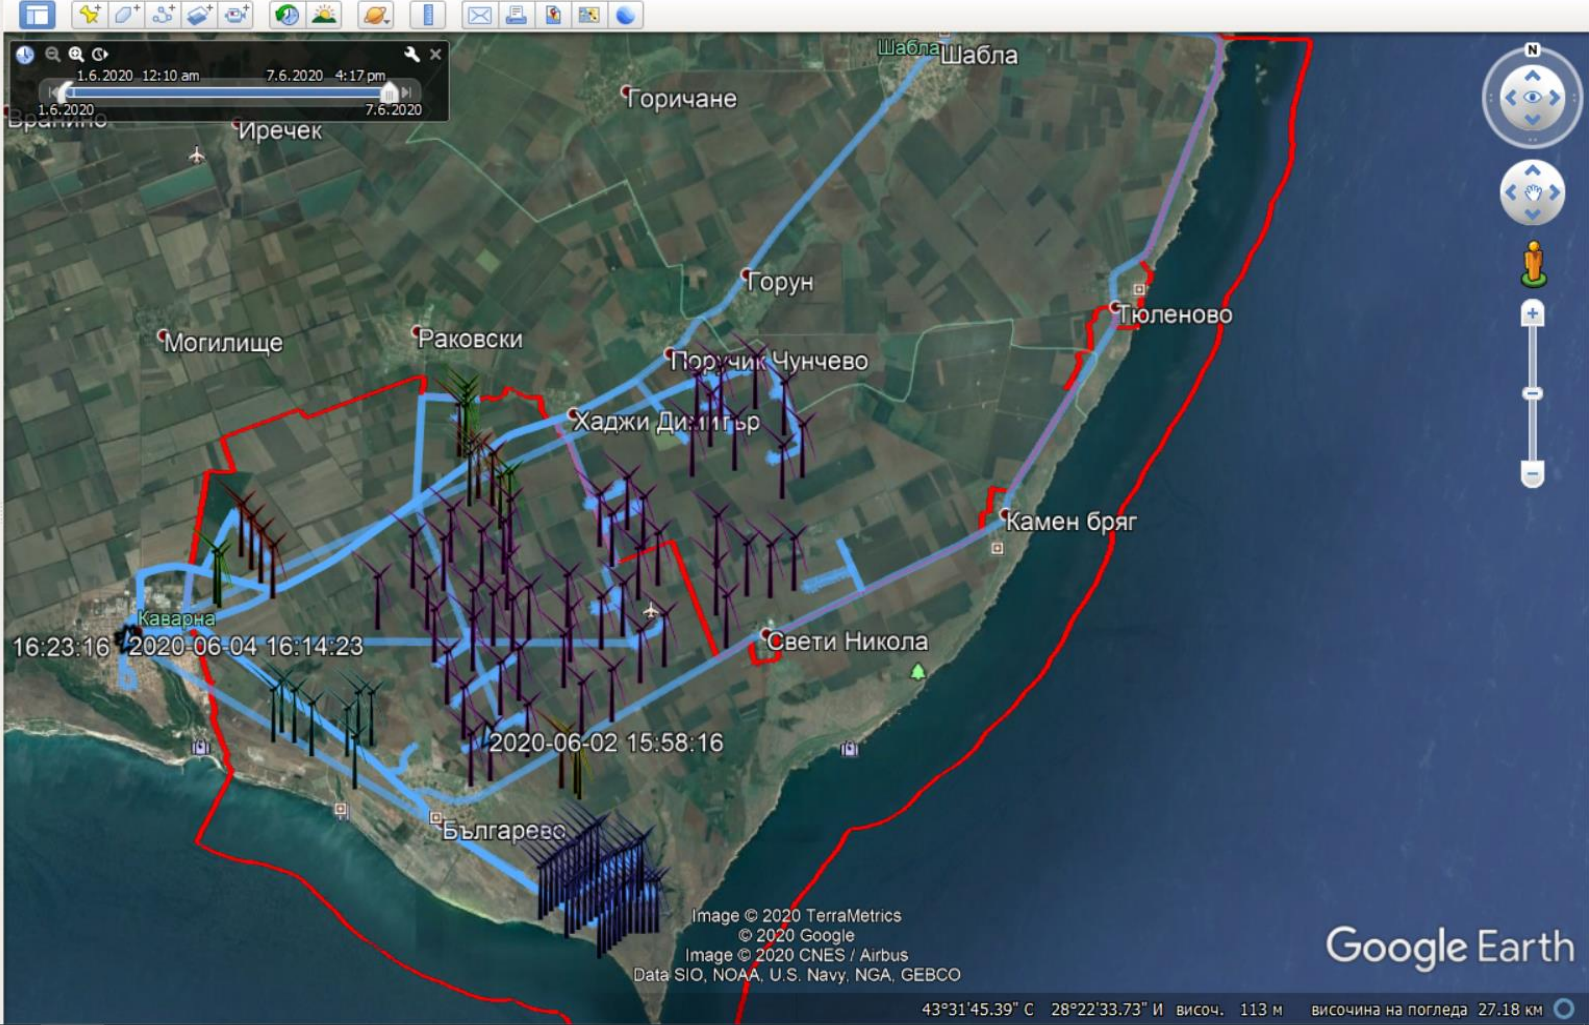 1.6.2020 12:10 am 7.6.2020 4:17 pm
1.6.2020 7.6.2020
Шабла
Шабла
Горичане
Вранино
Иречек
N
Горун
Тюленово
Могилище
Раковски
Поручик Чунчево
Хаджи Димитър
Камен бряг
Каварна
16:23:16
2020-06-04 16:14:23
Свети Никола
2020-06-02 15:58:16
Българево
Image © 2020 TerraMetrics
© 2020 Google
Image © 2020 CNES / Airbus
Data SIO, NOAA, U.S. Navy, NGA, GEBCO
Google Earth
43°31'45.39" С 28°22'33.73" И височ. 113 м височина на погледа 27.18 км